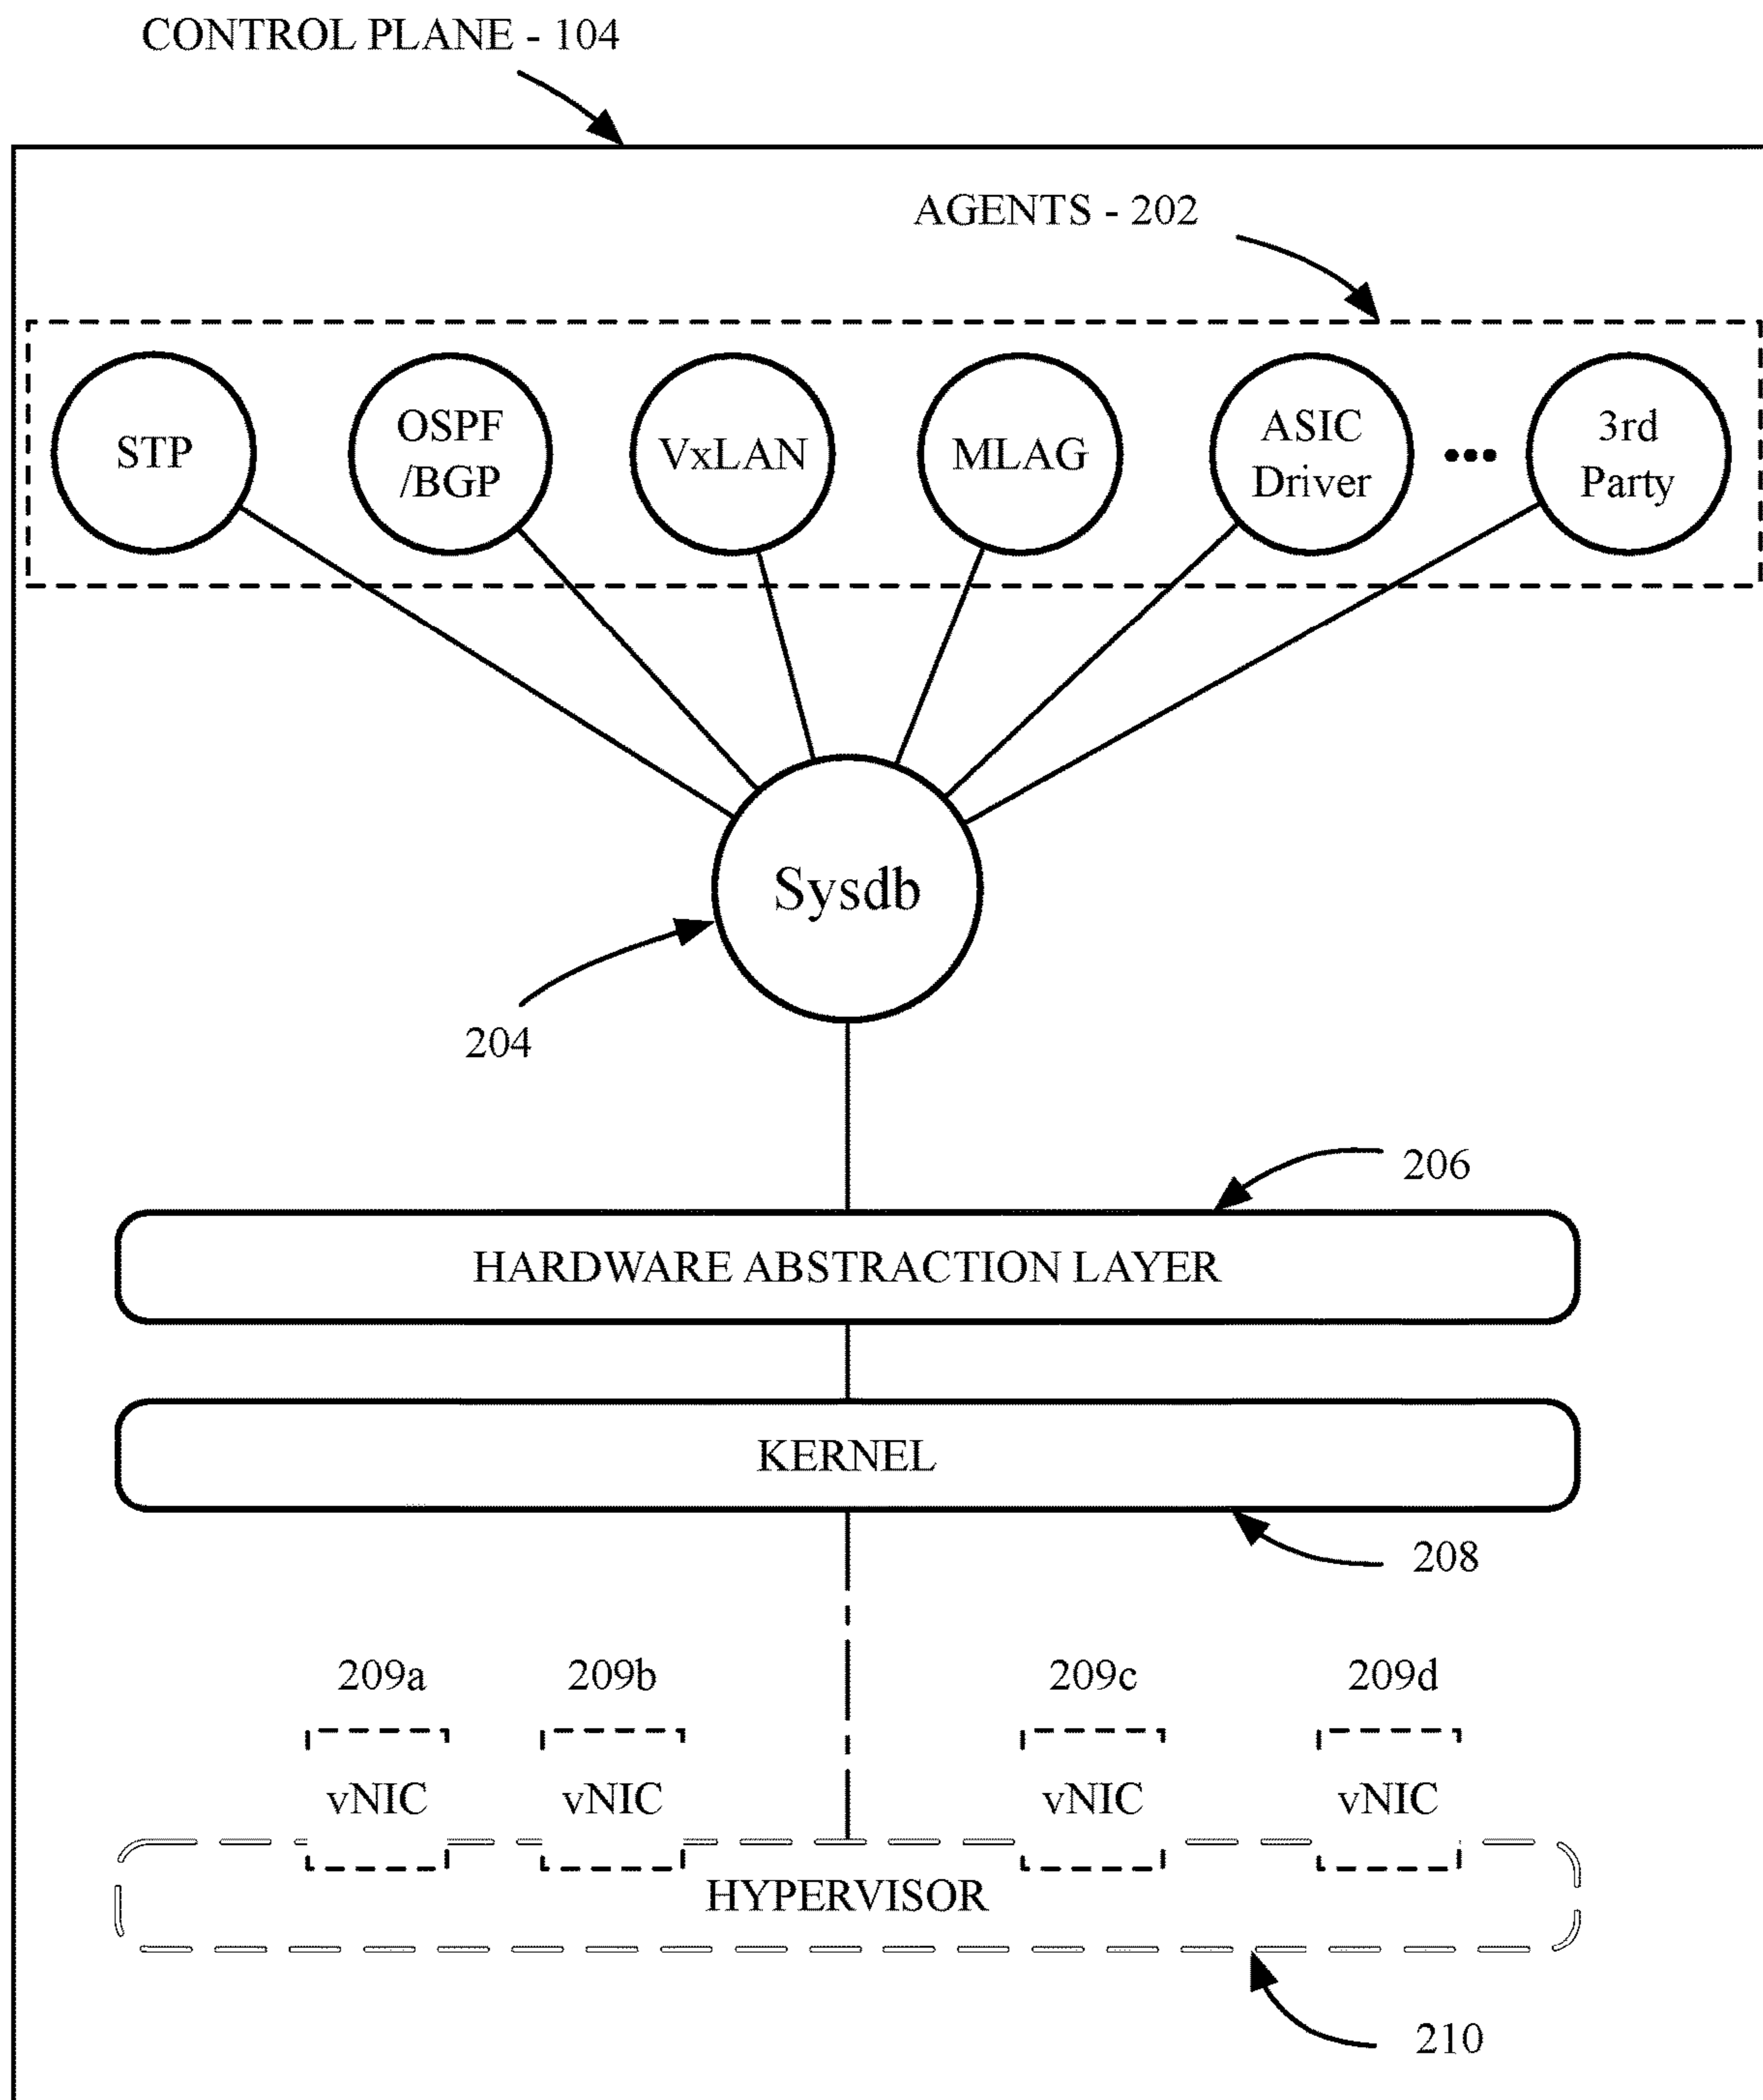 CONTROL PLANE - 104
AGENTS - 202
STP
OSPF
/BGP
VxLAN
MLAG
ASIC
Driver
3rd
Party
Sysdb
204
206
HARDWARE ABSTRACTION LAYER
KERNEL
208
209a
209b
209c
209d
vNIC
vNIC
vNIC
vNIC
HYPERVISOR
210